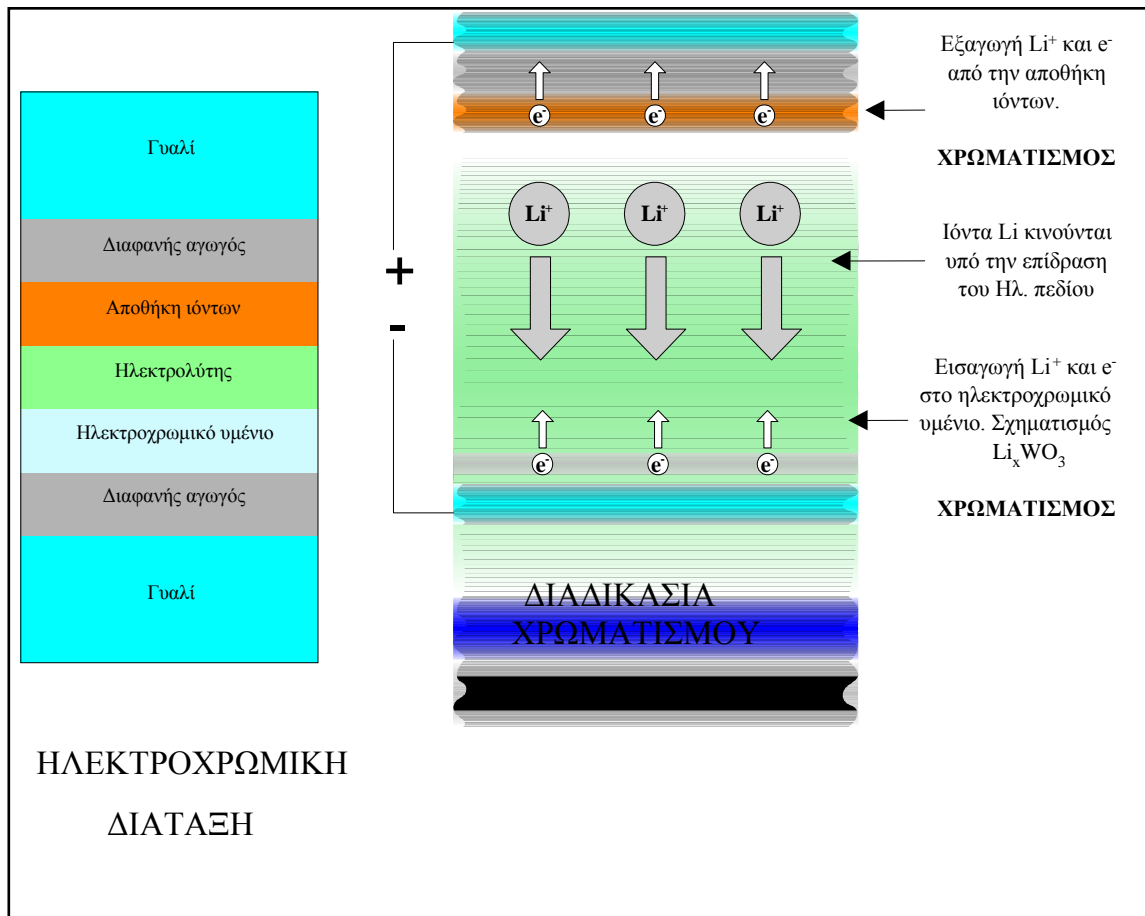 Γυαλί
Διαφανής αγωγός
Αποθήκη ιόντων
Ηλεκτρολύτης
Ηλεκτροχρωμικό υμένιο
Διαφανής αγωγός
Γυαλί
ΗΛΕΚΤΡΟΧΡΩΜΙΚΗ
ΔΙΑΤΑΞΗ
+
-
e⁻ e⁻ e⁻
Li⁺ Li⁺ Li⁺
e⁻ e⁻ e⁻
ΔΙΑΔΙΚΑΣΙΑ
ΧΡΩΜΑΤΙΣΜΟΥ
Εξαγωγή Li⁺ και e⁻
από την αποθήκη
ιόντων.
ΧΡΩΜΑΤΙΣΜΟΣ
Ιόντα Li κινούνται
υπό την επίδραση
του Ηλ. πεδίου
Εισαγωγή Li⁺ και e⁻
στο ηλεκτροχρωμικό
υμένιο. Σχηματισμός
LiₓWO₃
ΧΡΩΜΑΤΙΣΜΟΣ